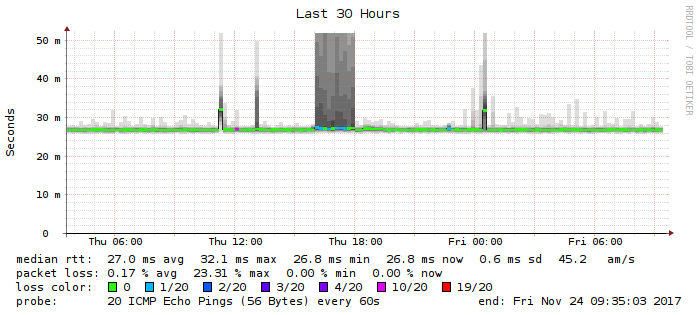 Last 30 Hours
RRDTOOL / TOBI OETIKER
Seconds
50 m
40 m
30 m
20 m
10 m
0
Thu 06:00 Thu 12:00 Thu 18:00 Fri 00:00 Fri 06:00
median rtt: 27.0 ms avg 32.1 ms max 26.8 ms min 26.8 ms now 0.6 ms sd 45.2 am/s
packet loss: 0.17 % avg 23.31 % max 0.00 % min 0.00 % now
loss color: 0 1/20 2/20 3/20 4/20 10/20 19/20
probe: 20 ICMP Echo Pings (56 Bytes) every 60s end: Fri Nov 24 09:35:03 2017